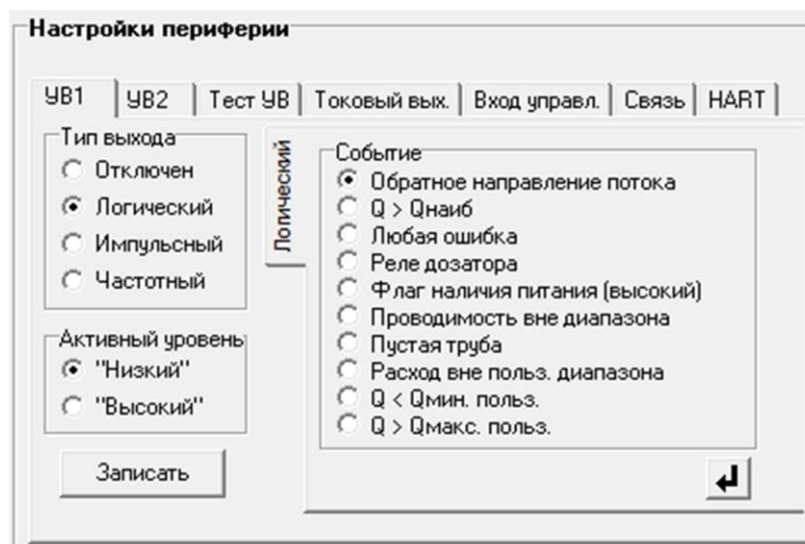 Настройки периферии
УВ1 УВ2 Тест УВ Токовый вых. Вход управл. Связь HART
Тип выхода
Отключен
Логический
Импульсный
Частотный
Активный уровень
"Низкий"
"Высокий"
Записать
Логический
Событие
Обратное направление потока
Q > Qнаиб
Любая ошибка
Реле дозатора
Флаг наличия питания (высокий)
Проводимость вне диапазона
Пустая труба
Расход вне польз. диапазона
Q < Qмин. польз.
Q > Qмакс. польз.